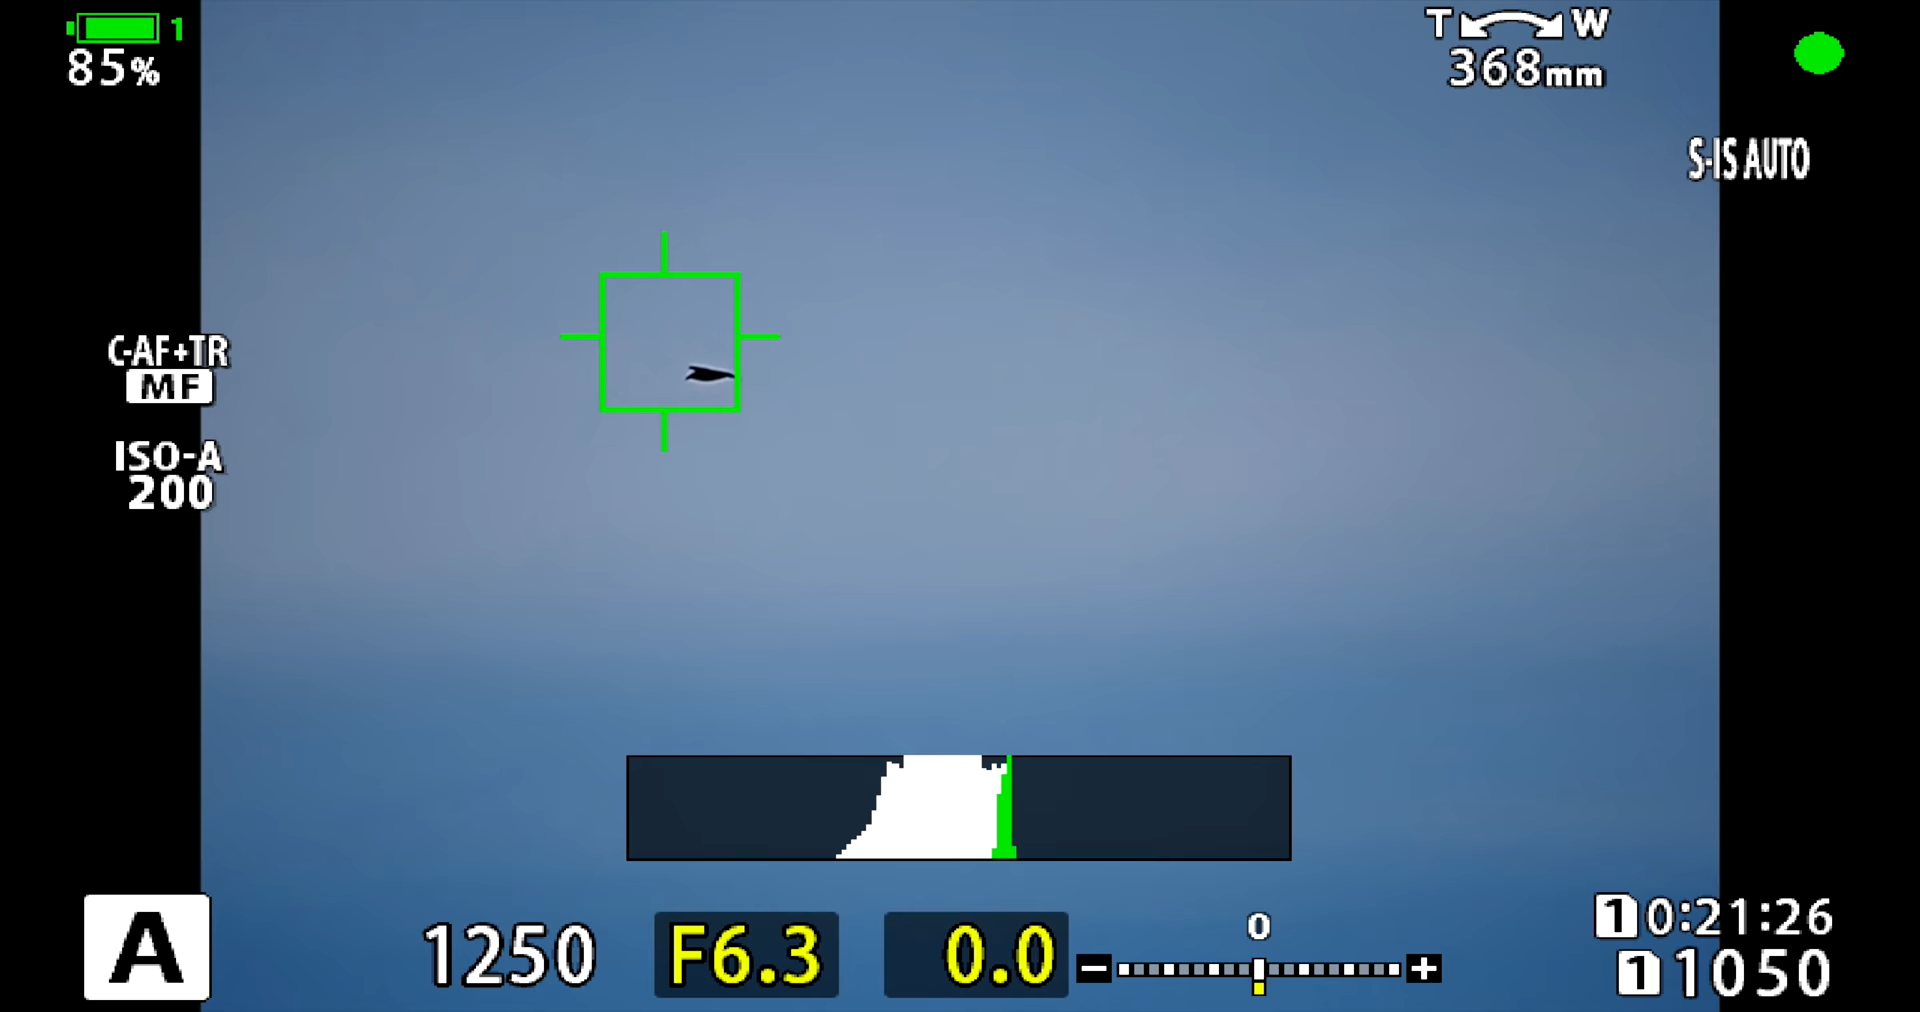 1
85%
T W
368mm
S-IS AUTO
C-AF+TR
MF
ISO-A
200
0
A 1250 F6.3 0.0 − +
1 0:21:26
1 1050